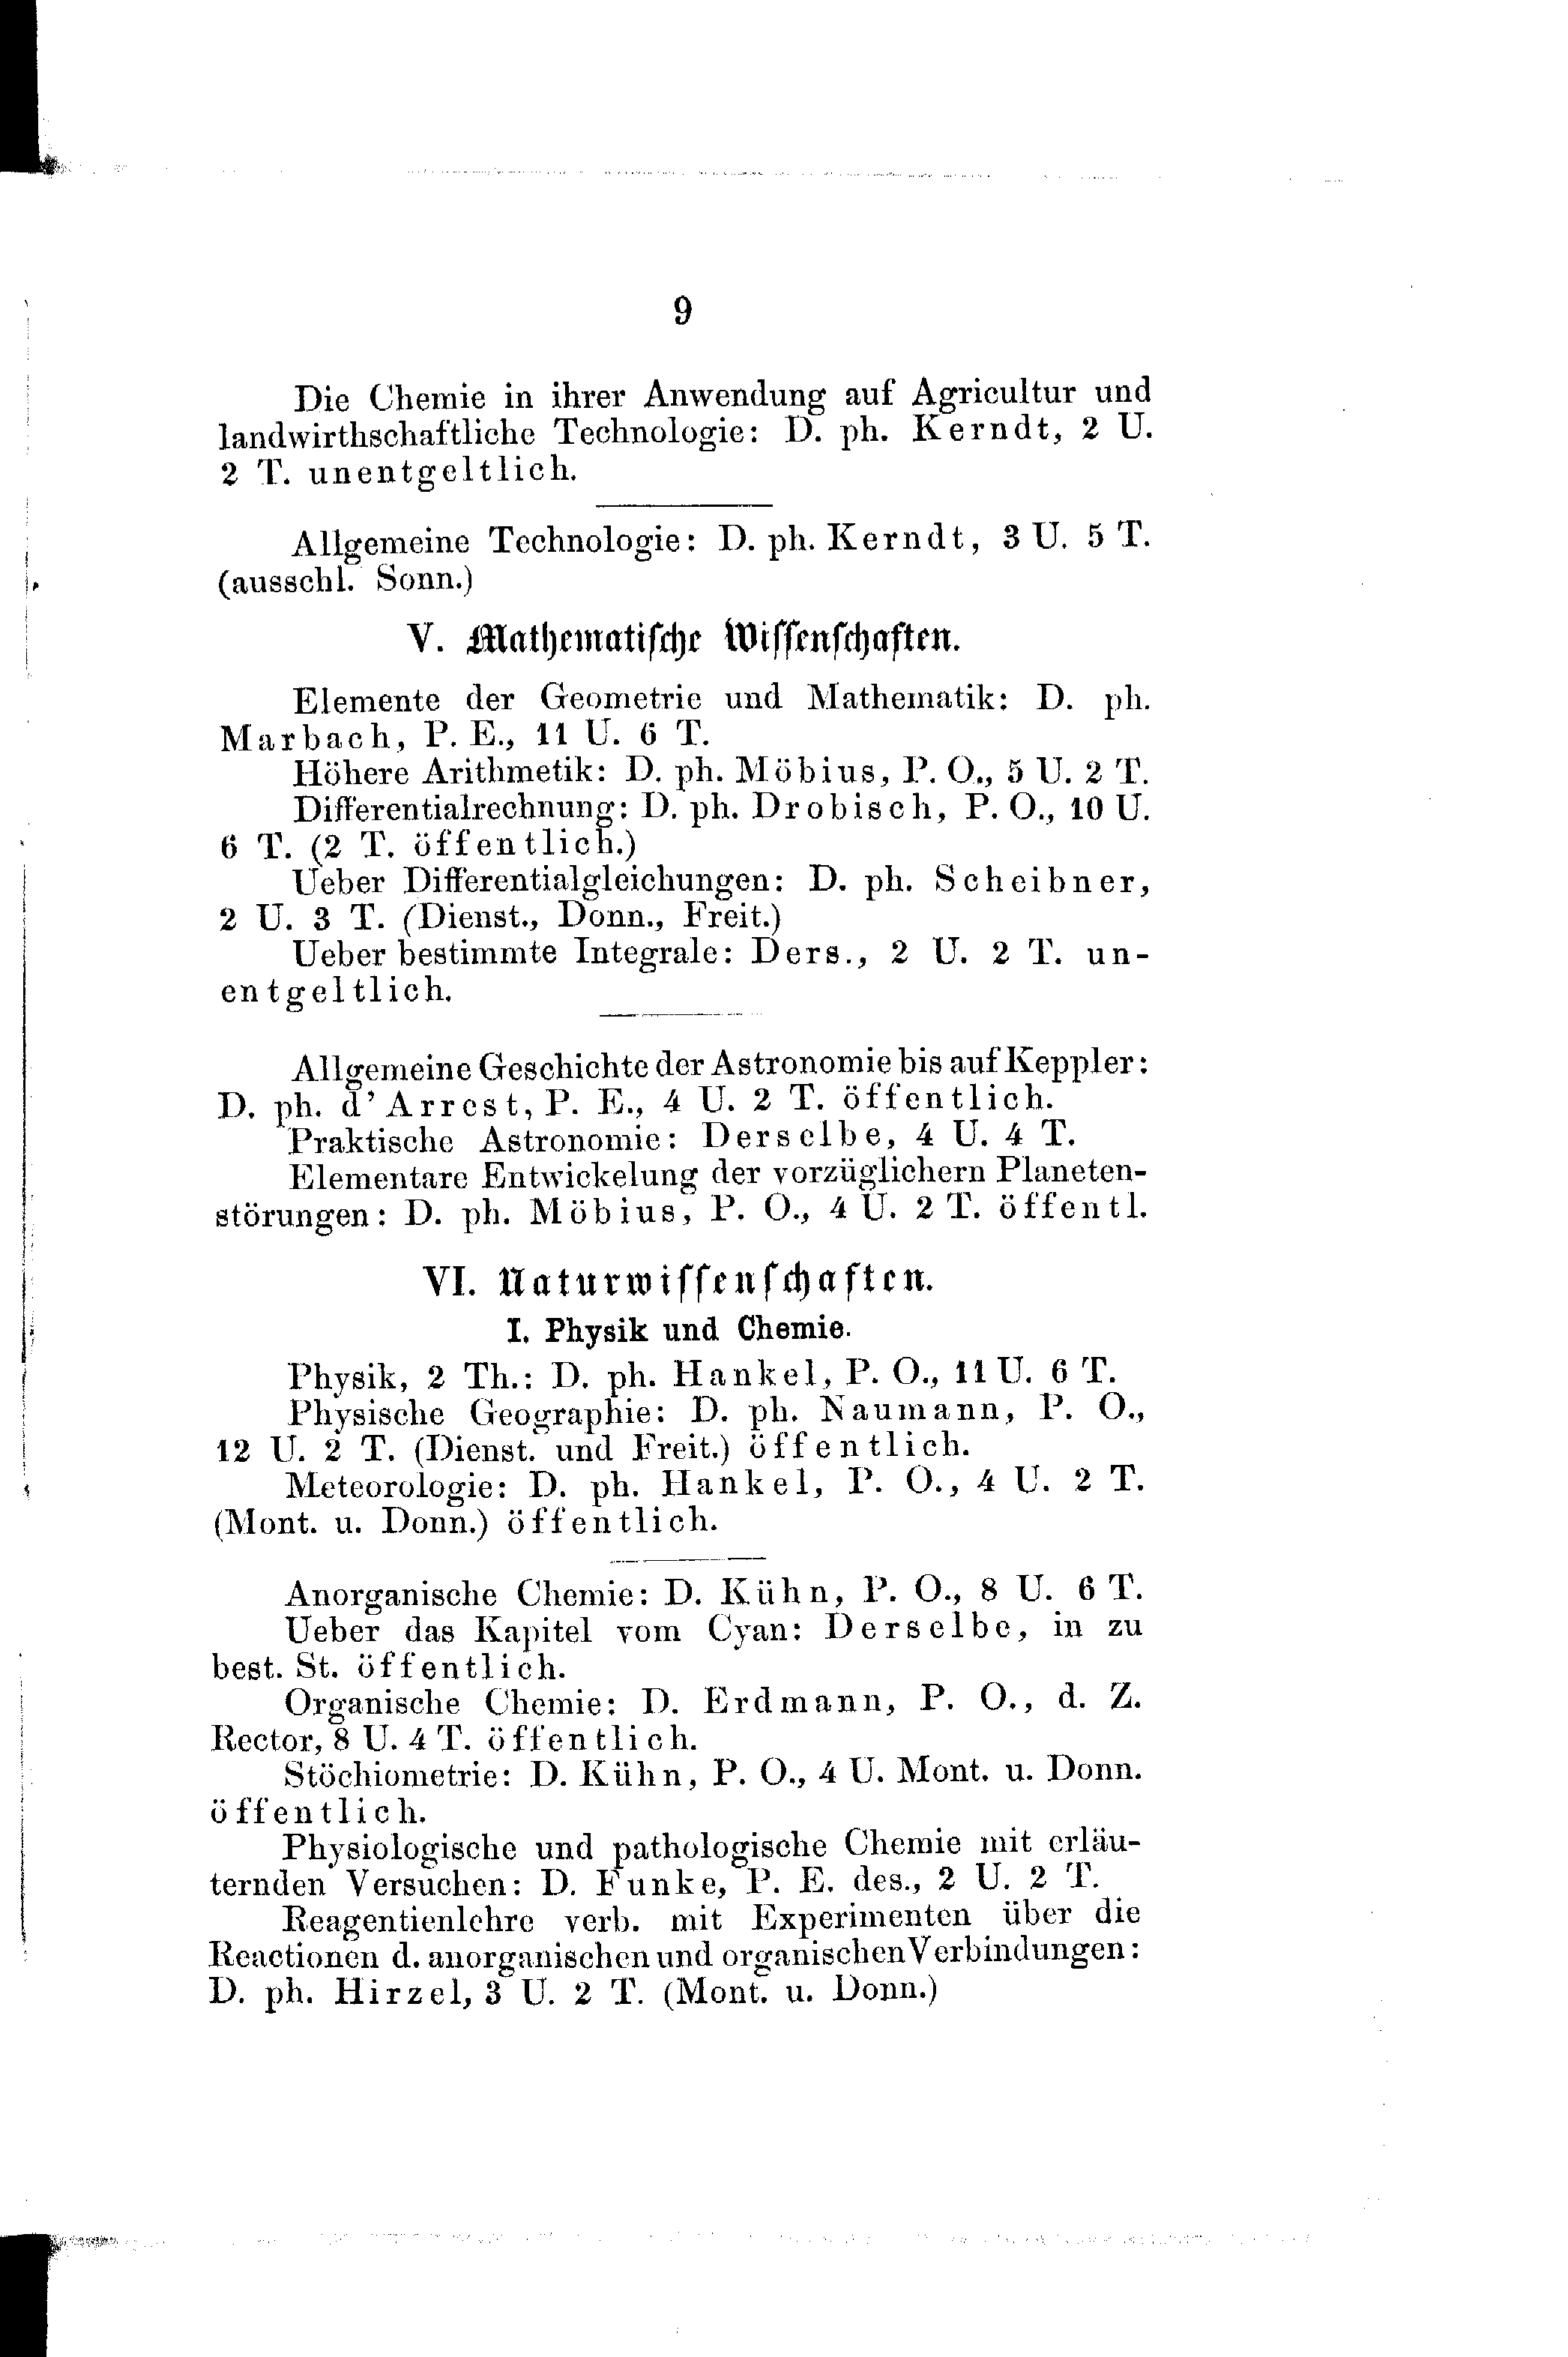 9
Die Chemie in ihrer Anwendung auf Agricultur und
landwirthschaftliche Technologie: D. ph. Kerndt, 2 U.
2 T. unentgeltlich.
Allgemeine Technologie: D. ph. Kerndt, 3 U. 5 T.
(ausschl. Sonn.)
V. Mathematische Wissenschaften.
Elemente der Geometrie und Mathematik: D. ph.
Marbach, P. E., 11 U. 6 T.
Höhere Arithmetik: D. ph. Möbius, P. O., 5 U. 2 T.
Differentialrechnung: D. ph. Drobisch, P. O., 10 U.
6 T. (2 T. öffentlich.)
Ueber Differentialgleichungen: D. ph. Scheibner,
2 U. 3 T. (Dienst., Donn., Freit.)
Ueber bestimmte Integrale: Ders., 2 U. 2 T. un-
entgeltlich.
Allgemeine Geschichte der Astronomie bis auf Keppler:
D. ph. d'Arrest, P. E., 4 U. 2 T. öffentlich.
Praktische Astronomie: Derselbe, 4 U. 4 T.
Elementare Entwickelung der vorzüglichern Planeten-
störungen: D. ph. Möbius, P. O., 4 U. 2 T. öffentl.
VI. Naturwissenschaften.
I. Physik und Chemie.
Physik, 2 Th.: D. ph. Hankel, P. O., 11 U. 6 T.
Physische Geographie: D. ph. Naumann, P. O.,
12 U. 2 T. (Dienst. und Freit.) öffentlich.
Meteorologie: D. ph. Hankel, P. O., 4 U. 2 T.
(Mont. u. Donn.) öffentlich.
Anorganische Chemie: D. Kühn, P. O., 8 U. 6 T.
Ueber das Kapitel vom Cyan: Derselbe, in zu
best. St. öffentlich.
Organische Chemie: D. Erdmann, P. O., d. Z.
Rector, 8 U. 4 T. öffentlich.
Stöchiometrie: D. Kühn, P. O., 4 U. Mont. u. Donn.
öffentlich.
Physiologische und pathologische Chemie mit erläu-
ternden Versuchen: D. Funke, P. E. des., 2 U. 2 T.
Reagentienlehre verb. mit Experimenten über die
Reactionen d. anorganischen und organischen Verbindungen:
D. ph. Hirzel, 3 U. 2 T. (Mont. u. Donn.)